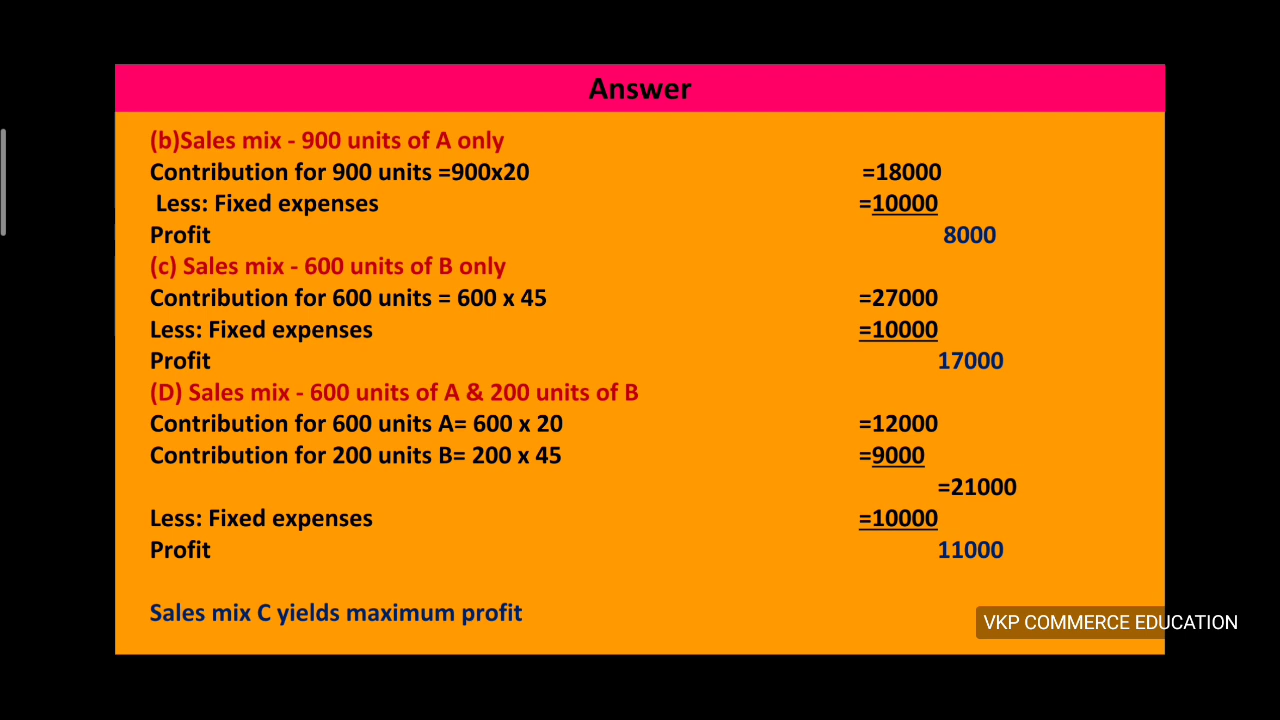 Answer
(b)Sales mix - 900 units of A only
Contribution for 900 units =900x20 =18000
Less: Fixed expenses =10000
Profit 8000
(c) Sales mix - 600 units of B only
Contribution for 600 units = 600 x 45 =27000
Less: Fixed expenses =10000
Profit 17000
(D) Sales mix - 600 units of A & 200 units of B
Contribution for 600 units A= 600 x 20 =12000
Contribution for 200 units B= 200 x 45 =9000
=21000
Less: Fixed expenses =10000
Profit 11000
Sales mix C yields maximum profit
VKP COMMERCE EDUCATION